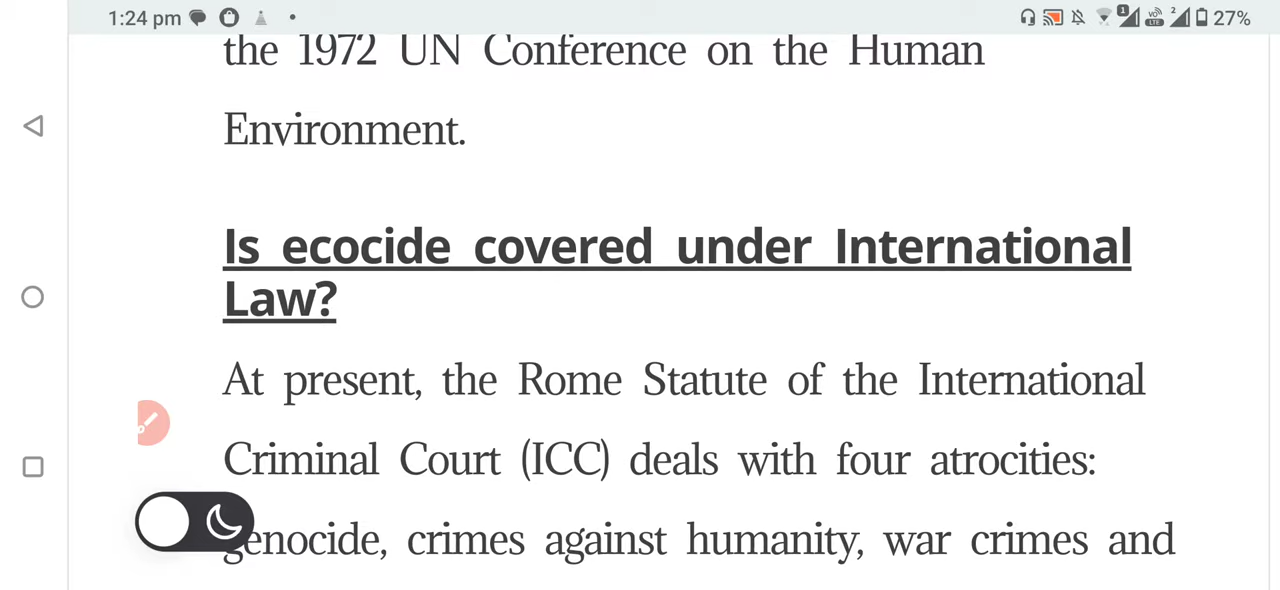 1:24 pm 27%
the 1972 UN Conference on the Human
Environment.
Is ecocide covered under International
Law?
At present, the Rome Statute of the International
Criminal Court (ICC) deals with four atrocities:
genocide, crimes against humanity, war crimes and